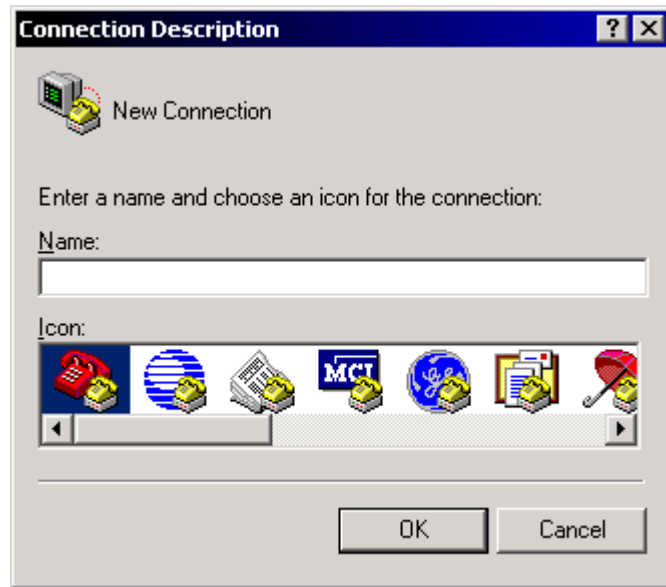 Connection Description
New Connection
Enter a name and choose an icon for the connection:
Name:
Icon:
MCI
OK Cancel